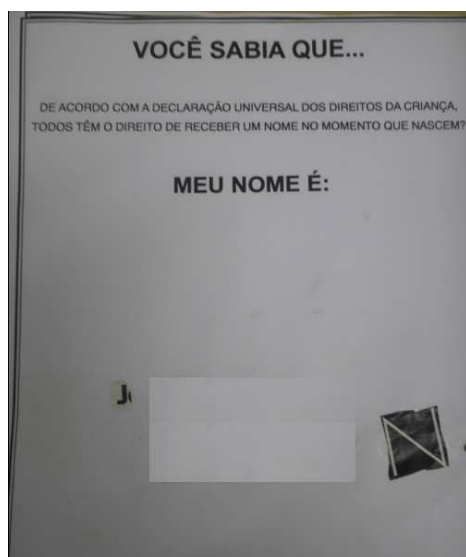 VOCÊ SABIA QUE...
DE ACORDO COM A DECLARAÇÃO UNIVERSAL DOS DIREITOS DA CRIANÇA,
TODOS TÊM O DIREITO DE RECEBER UM NOME NO MOMENTO QUE NASCEM?
MEU NOME É: